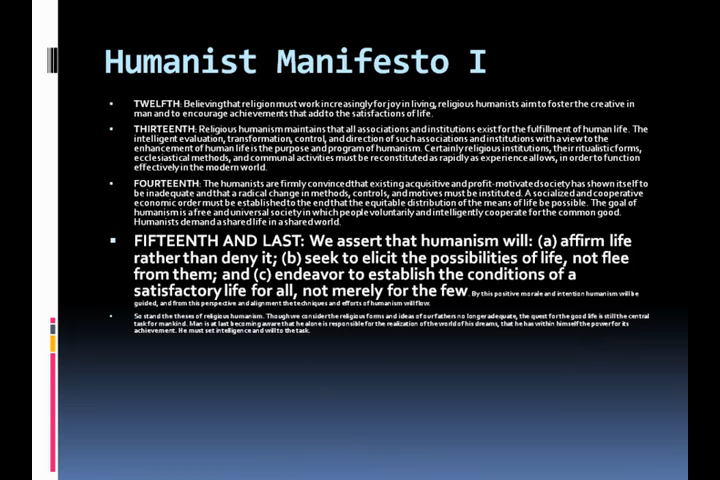 Humanist Manifesto I
TWELFTH: Believing that religion must work increasingly for joy in living, religious humanists aim to foster the creative in
man and to encourage achievements that add to the satisfactions of life.
THIRTEENTH: Religious humanism maintains that all associations and institutions exist for the fulfillment of human life. The
intelligent evaluation, transformation, control, and direction of such associations and institutions with a view to the
enhancement of human life is the purpose and program of humanism. Certainly religious institutions, their ritualistic forms,
ecclesiastical methods, and communal activities must be reconstituted as rapidly as experience allows, in order to function
effectively in the modern world.
FOURTEENTH: The humanists are firmly convinced that existing acquisitive and profit-motivated society has shown itself to
be inadequate and that a radical change in methods, controls, and motives must be instituted. A socialized and cooperative
economic order must be established to the end that the equitable distribution of the means of life be possible. The goal of
humanism is a free and universal society in which people voluntarily and intelligently cooperate for the common good.
Humanists demand a shared life in a shared world.
FIFTEENTH AND LAST: We assert that humanism will: (a) affirm life
rather than deny it; (b) seek to elicit the possibilities of life, not flee
from them; and (c) endeavor to establish the conditions of a
satisfactory life for all, not merely for the few. By this positive morale and intention humanism will be
guided, and from this perspective and alignment the techniques and efforts of humanism will flow.
So stand the theses of religious humanism. Though we consider the religious forms and ideas of our fathers no longer adequate, the quest for the good life is still the central
task for mankind. Man is at last becoming aware that he alone is responsible for the realization of the world of his dreams, that he has within himself the power for its
achievement. He must set intelligence and will to the task.